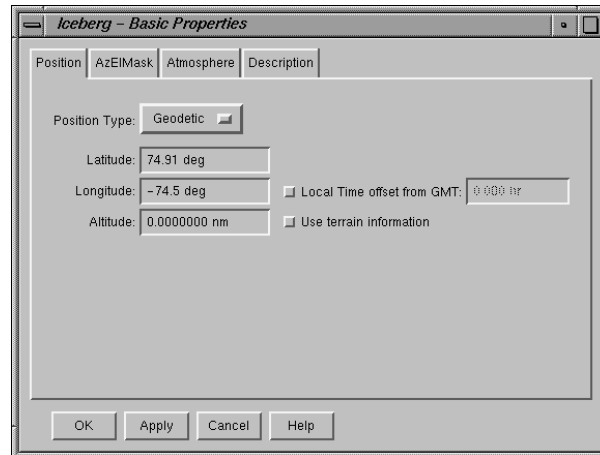 Iceberg – Basic Properties
Position AzElMask Atmosphere Description
Position Type: Geodetic
Latitude: 74.91 deg
Longitude: −74.5 deg Local Time offset from GMT: 0.000 hr
Altitude: 0.0000000 nm Use terrain information
OK Apply Cancel Help